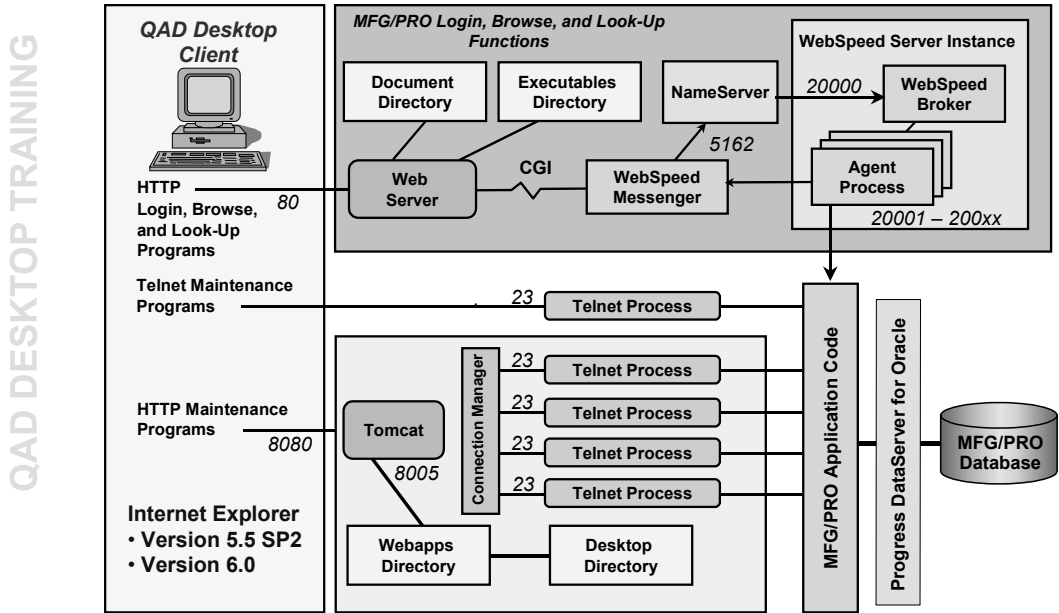 QAD DESKTOP TRAINING
QAD Desktop
Client
HTTP
Login, Browse,
and Look-Up
Programs
80
Telnet Maintenance
Programs
HTTP Maintenance
Programs
8080
Internet Explorer
• Version 5.5 SP2
• Version 6.0
MFG/PRO Login, Browse, and Look-Up
Functions
Document
Directory
Executables
Directory
Web
Server
CGI
WebSpeed
Messenger
5162
NameServer
20000
WebSpeed Server Instance
WebSpeed
Broker
Agent
Process
20001 – 200xx
23
Telnet Process
Tomcat
8005
Connection Manager
23
Telnet Process
23
Telnet Process
23
Telnet Process
23
Telnet Process
Webapps
Directory
Desktop
Directory
MFG/PRO Application Code
Progress DataServer for Oracle
MFG/PRO
Database